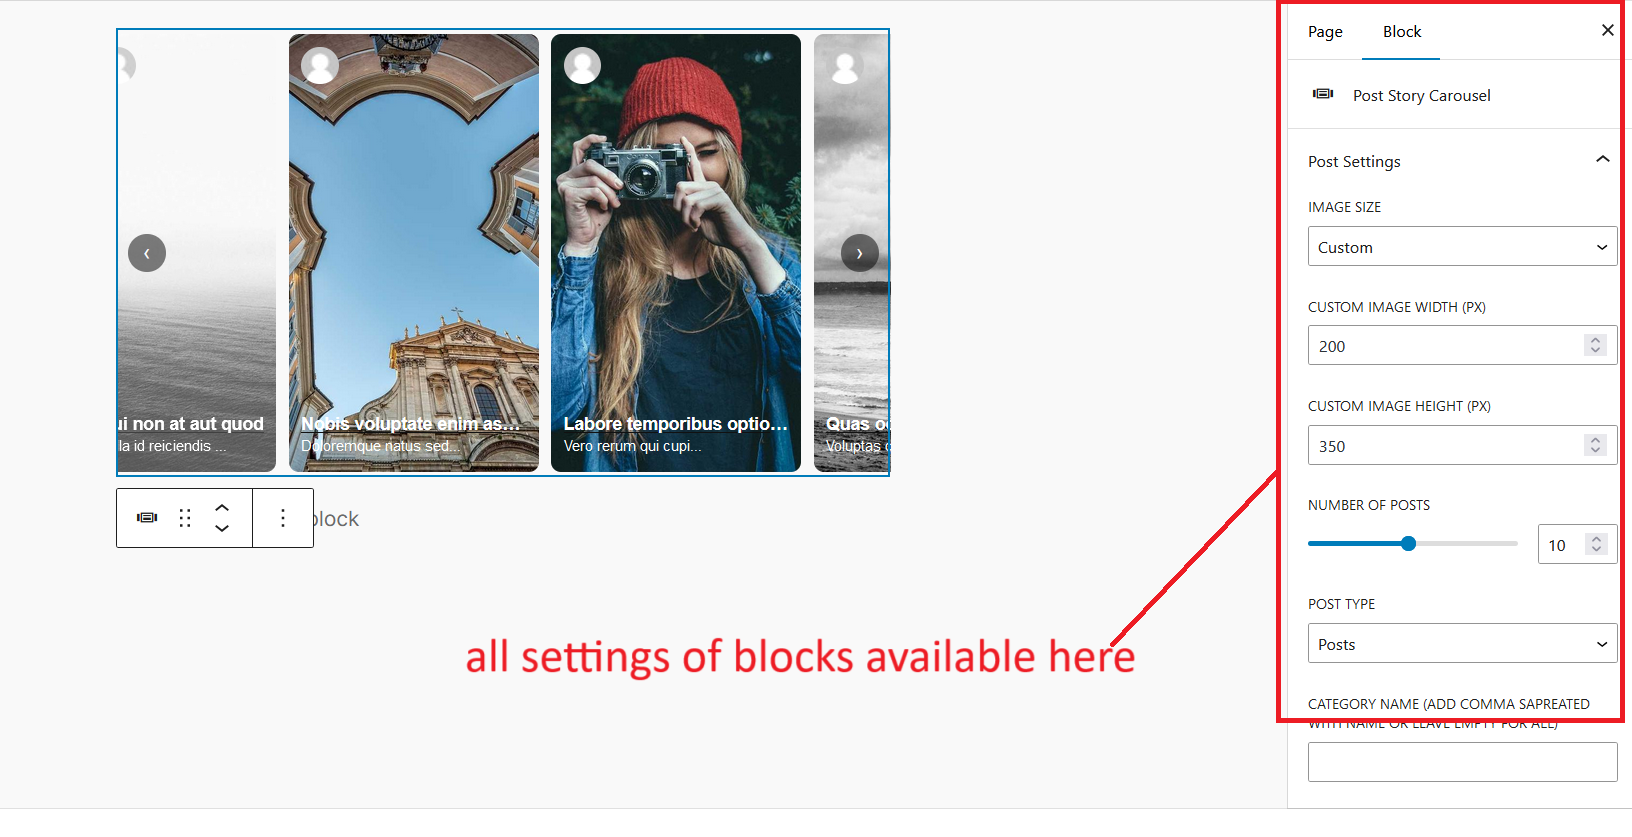 Page
Block
Post Story Carousel
Post Settings
IMAGE SIZE
Custom
CUSTOM IMAGE WIDTH (PX)
200
CUSTOM IMAGE HEIGHT (PX)
350
NUMBER OF POSTS
10
POST TYPE
Posts
CATEGORY NAME (ADD COMMA SAPREATED
WITH NAME OR LEAVE EMPTY FOR ALL)
ui non at aut quod
la id reiciendis ...
Nobis voluptate enim as...
Doloremque natus sed...
Labore temporibus optio...
Vero rerum qui cupi...
Quas
Voluptas
block
all settings of blocks available here